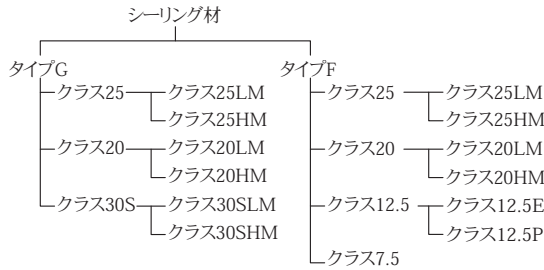 シーリング材
タイプG
クラス25
クラス25LM
クラス25HM
クラス20
クラス20LM
クラス20HM
クラス30S
クラス30SLM
クラス30SHM
タイプF
クラス25
クラス25LM
クラス25HM
クラス20
クラス20LM
クラス20HM
クラス12.5
クラス12.5E
クラス12.5P
クラス7.5